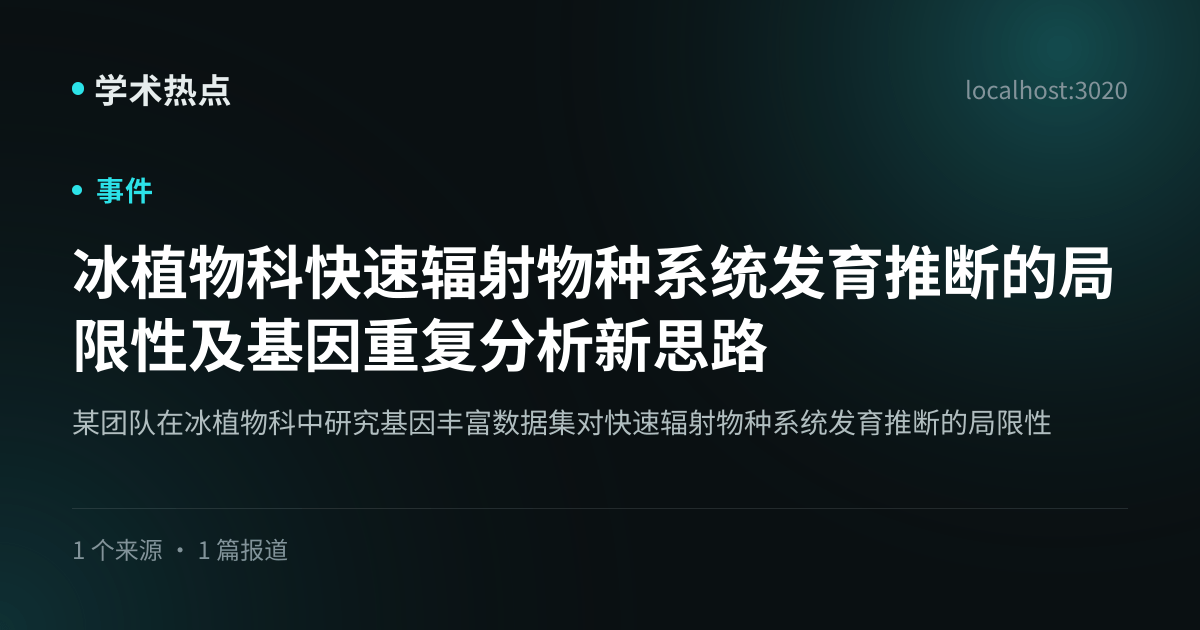 学术热点
localhost:3020
事件
冰植物科快速辐射物种系统发育推断的局
限性及基因重复分析新思路
某团队在冰植物科中研究基因丰富数据集对快速辐射物种系统发育推断的局限性
1 个来源 · 1 篇报道